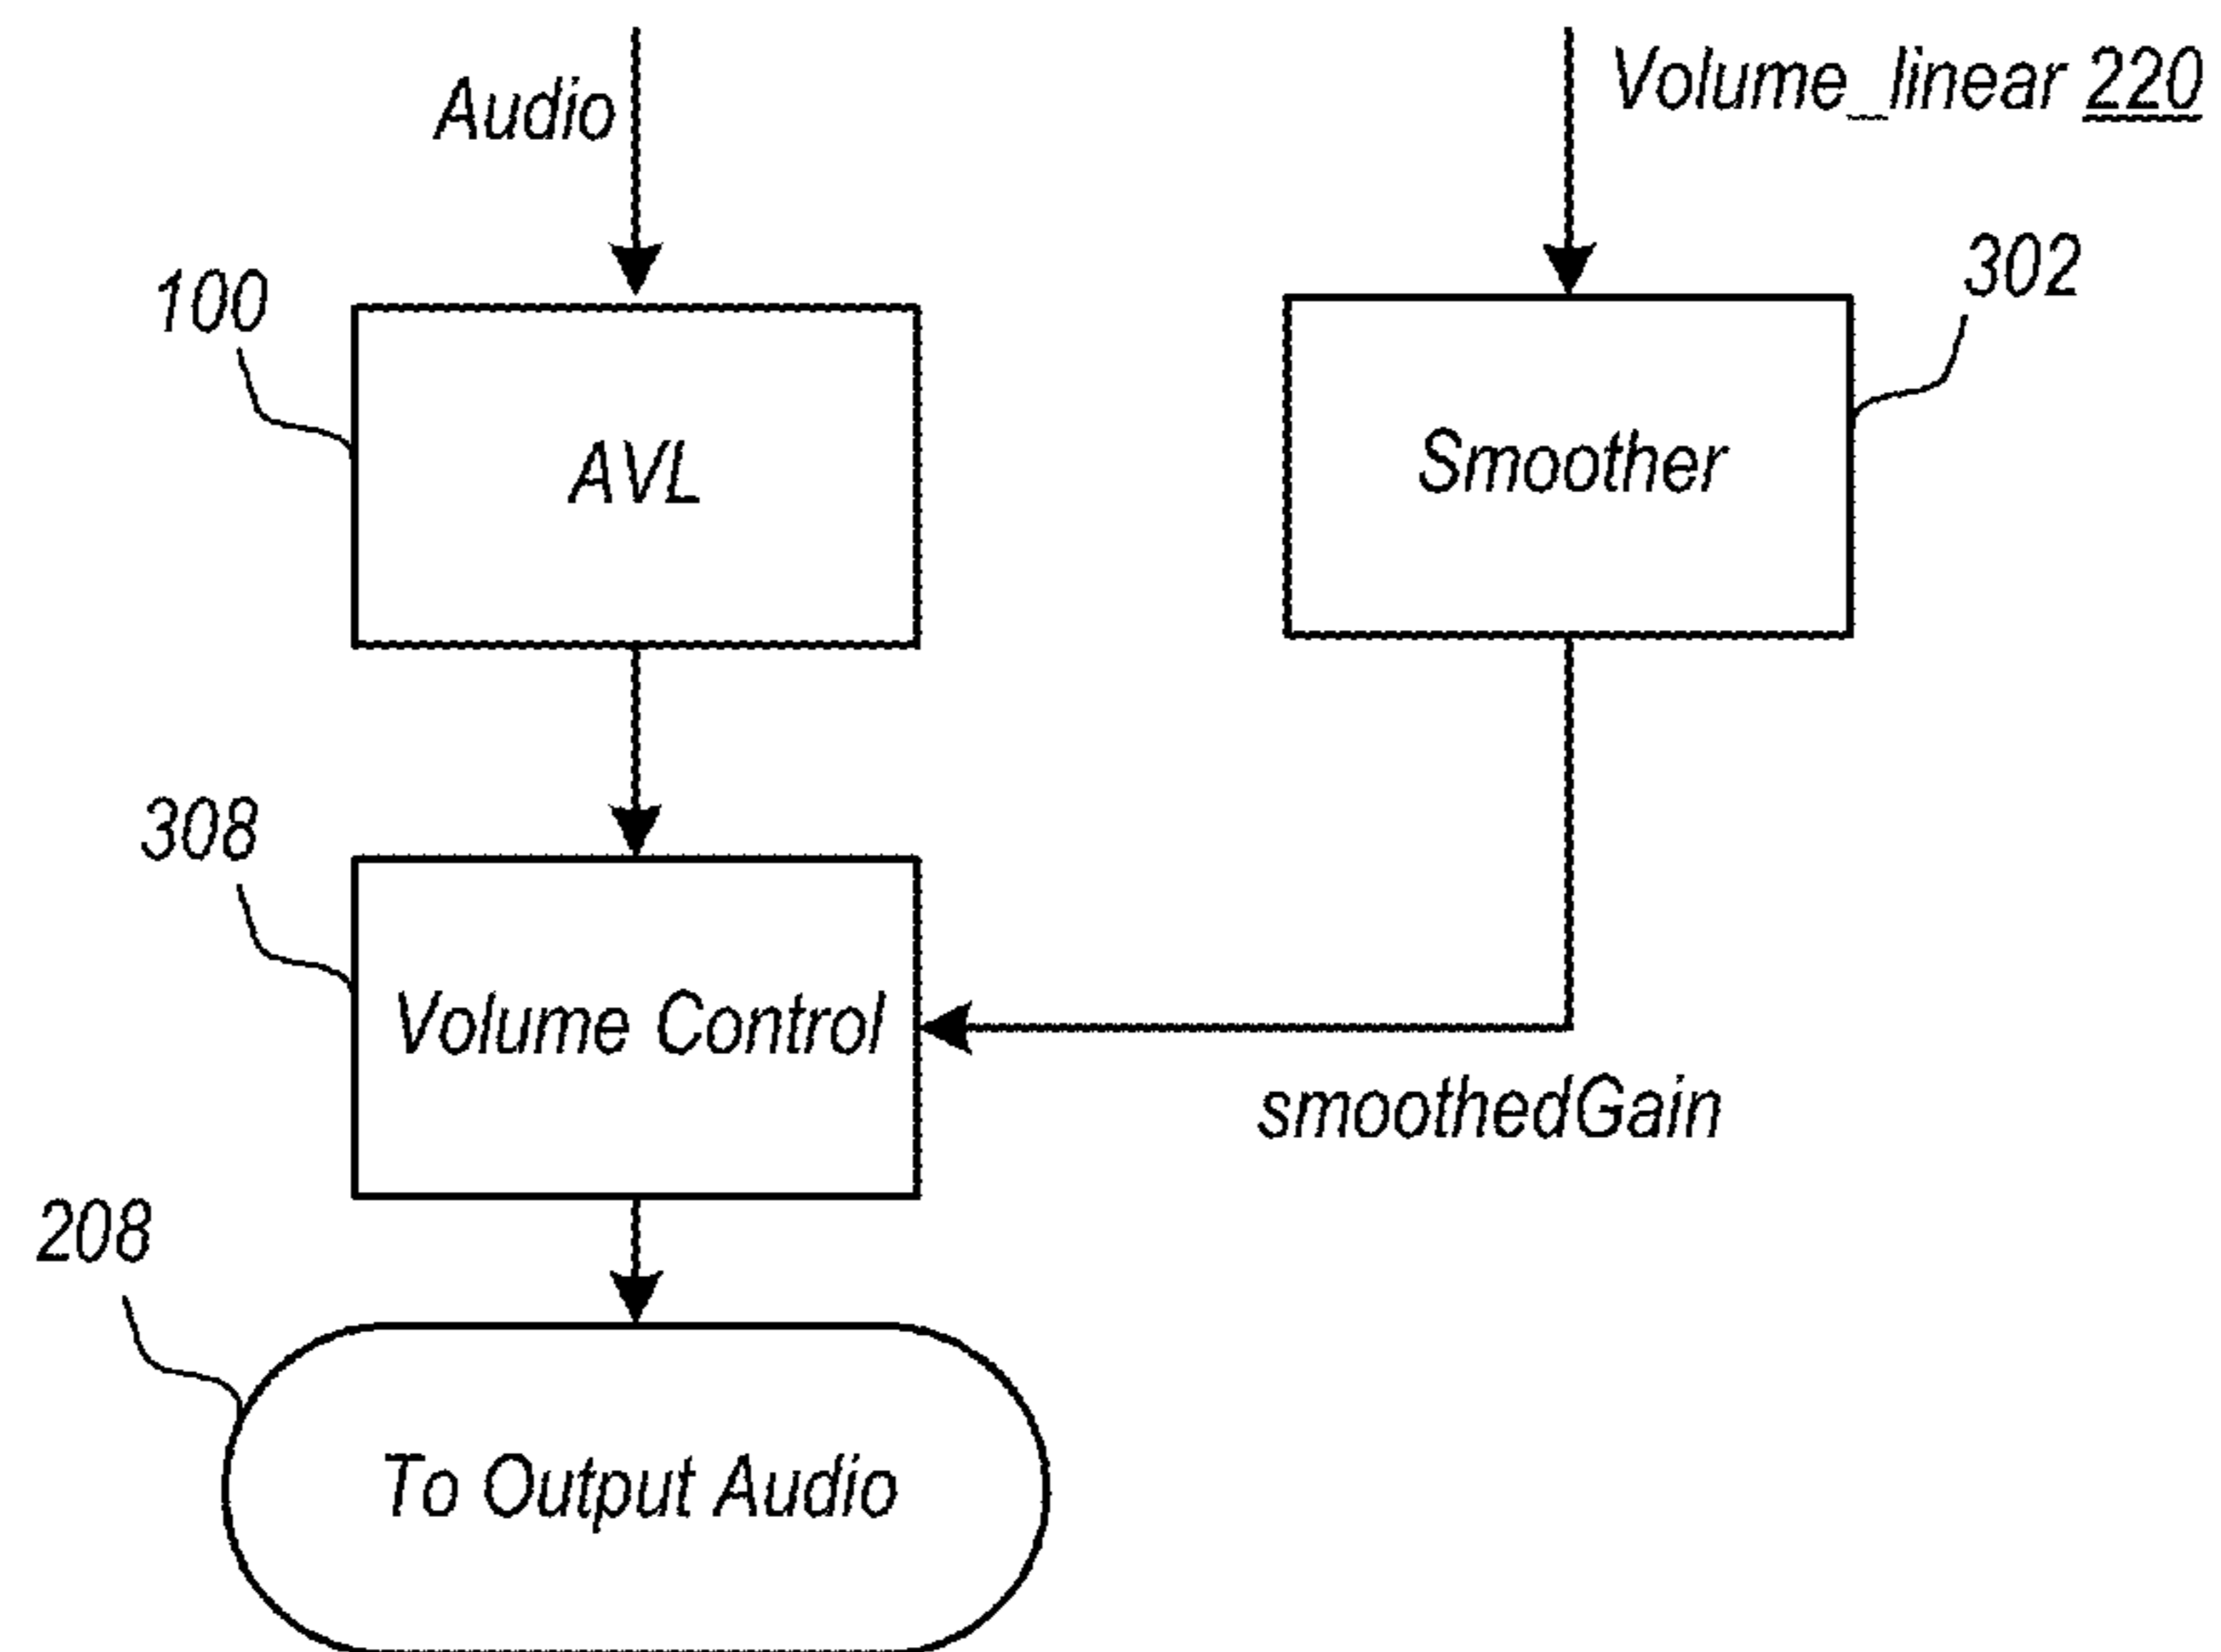 Audio
Volume_linear 220
100
302
AVL
Smoother
308
Volume Control
smoothedGain
208
To Output Audio